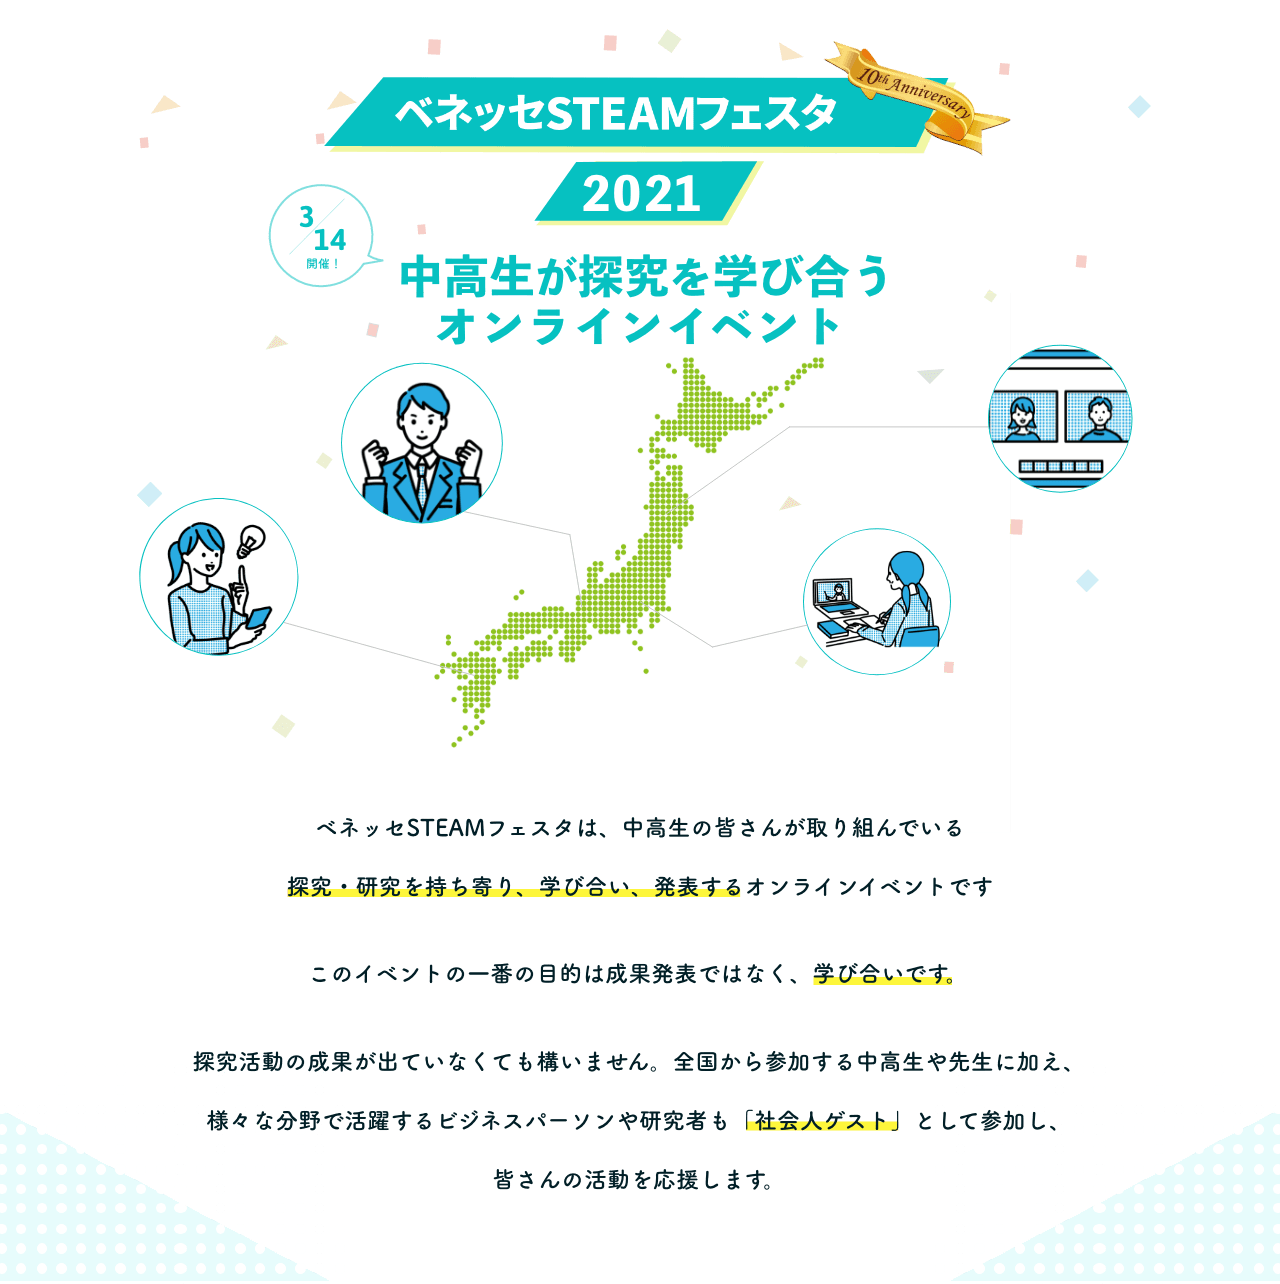 10th Anniversary
ベネッセSTEAMフェスタ
2021
3/14
開催！
中高生が探究を学び合う
オンラインイベント
ベネッセSTEAMフェスタは、中高生の皆さんが取り組んでいる
探究・研究を持ち寄り、学び合い、発表するオンラインイベントです
このイベントの一番の目的は成果発表ではなく、学び合いです。
探究活動の成果が出ていなくても構いません。全国から参加する中高生や先生に加え、
様々な分野で活躍するビジネスパーソンや研究者も「社会人ゲスト」として参加し、
皆さんの活動を応援します。